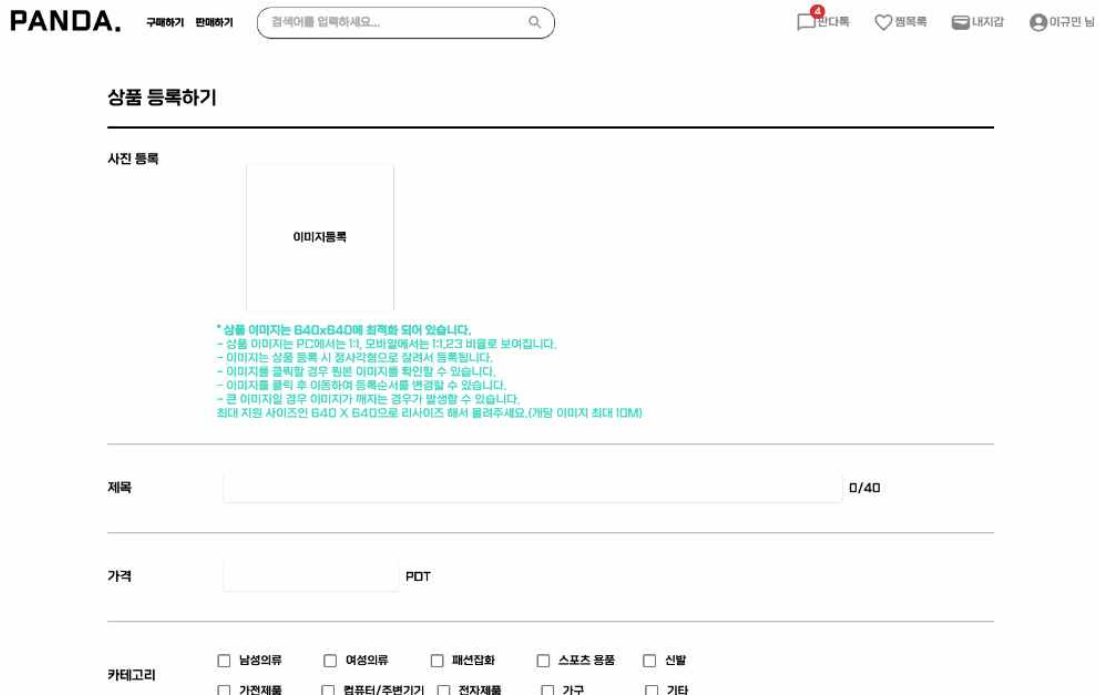 PANDA. 구매하기 판매하기 검색어를 입력하세요... 4 판다톡 찜목록 내지갑 이규민 님
상품 등록하기
사진 등록
이미지등록
* 상품 이미지는 640x640에 최적화 되어 있습니다.
- 상품 이미지는 PC에서는 1:1, 모바일에서는 1:1.23 비율로 보여집니다.
- 이미지는 상품 등록 시 정사각형으로 잘려서 등록됩니다.
- 이미지를 클릭할 경우 원본 이미지를 확인할 수 있습니다.
- 이미지를 클릭 후 이동하여 등록순서를 변경할 수 있습니다.
- 큰 이미지일 경우 이미지가 깨지는 경우가 발생할 수 있습니다.
최대 지원 사이즈인 640 X 640으로 리사이즈 해서 올려주세요.(개당 이미지 최대 10M)
제목 0/40
가격 PDT
카테고리
남성의류 여성의류 패션잡화 스포츠 용품 신발
가전제품 컴퓨터/주변기기 전자제품 가구 기타